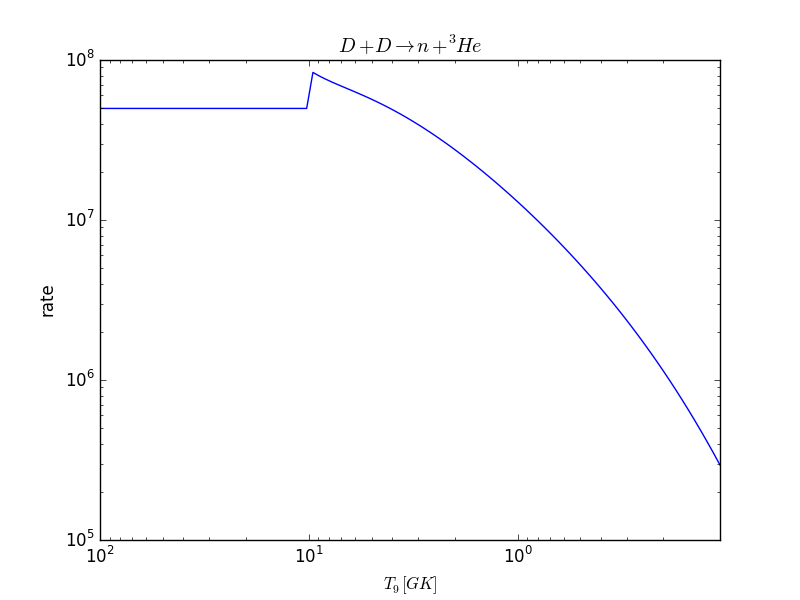 D + D → n + ³He
10⁸
10⁷
rate
10⁶
10⁵
10² 10¹ 10⁰
T₉ [GK]